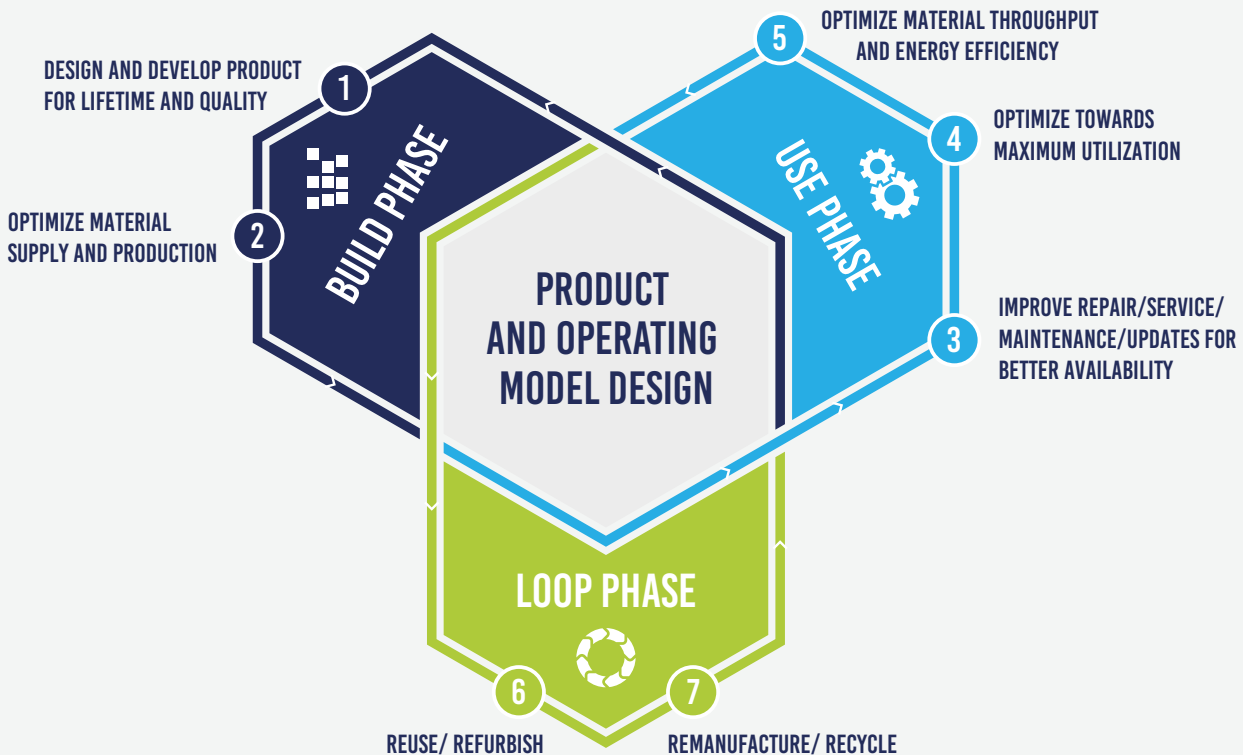 1
DESIGN AND DEVELOP PRODUCT
FOR LIFETIME AND QUALITY
2
OPTIMIZE MATERIAL
SUPPLY AND PRODUCTION
BUILD PHASE
5
OPTIMIZE MATERIAL THROUGHPUT
AND ENERGY EFFICIENCY
4
OPTIMIZE TOWARDS
MAXIMUM UTILIZATION
3
IMPROVE REPAIR/SERVICE/
MAINTENANCE/UPDATES FOR
BETTER AVAILABILITY
USE PHASE
PRODUCT
AND OPERATING
MODEL DESIGN
LOOP PHASE
6
REUSE/ REFURBISH
7
REMANUFACTURE/ RECYCLE